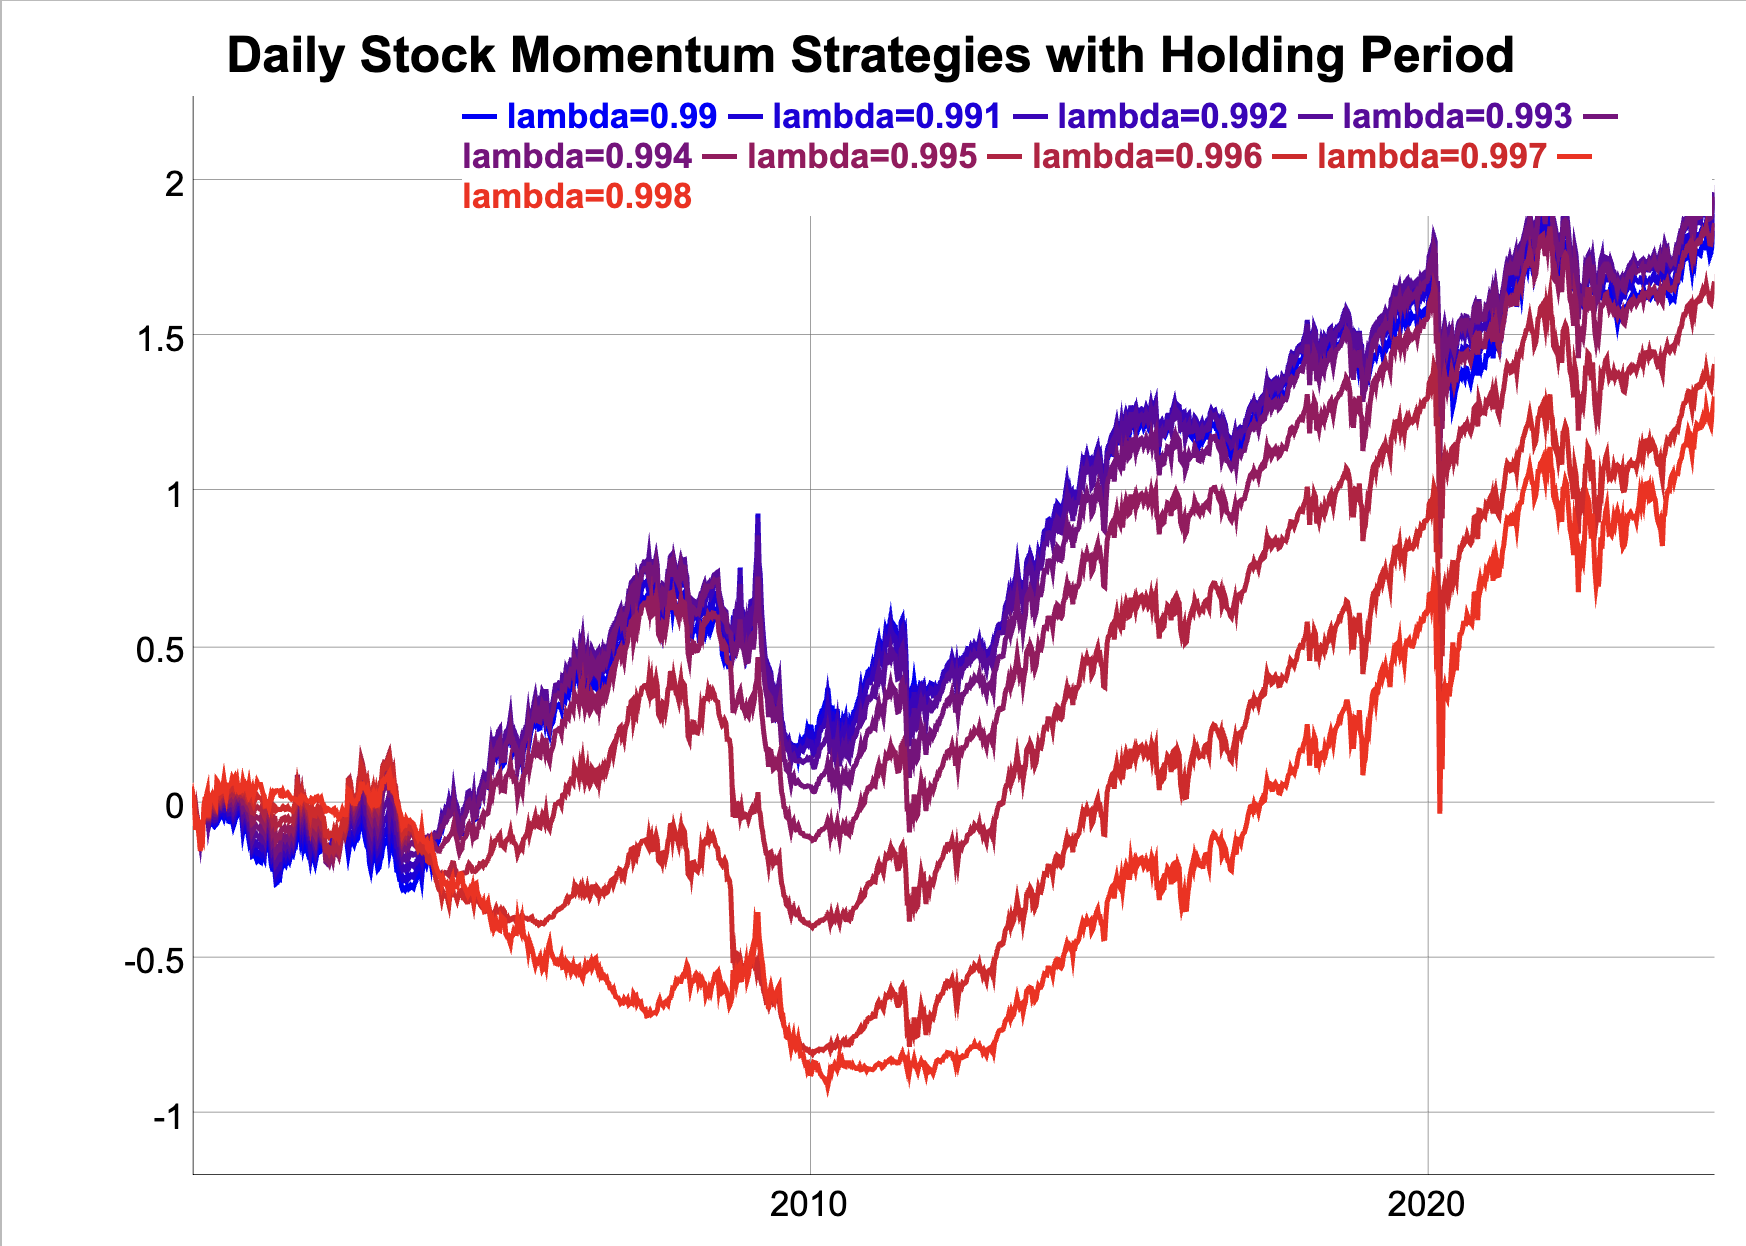 Daily Stock Momentum Strategies with Holding Period
lambda=0.99 lambda=0.991 lambda=0.992 lambda=0.993
lambda=0.994 lambda=0.995 lambda=0.996 lambda=0.997
lambda=0.998
2
1.5
1
0.5
0
-0.5
-1
2010 2020